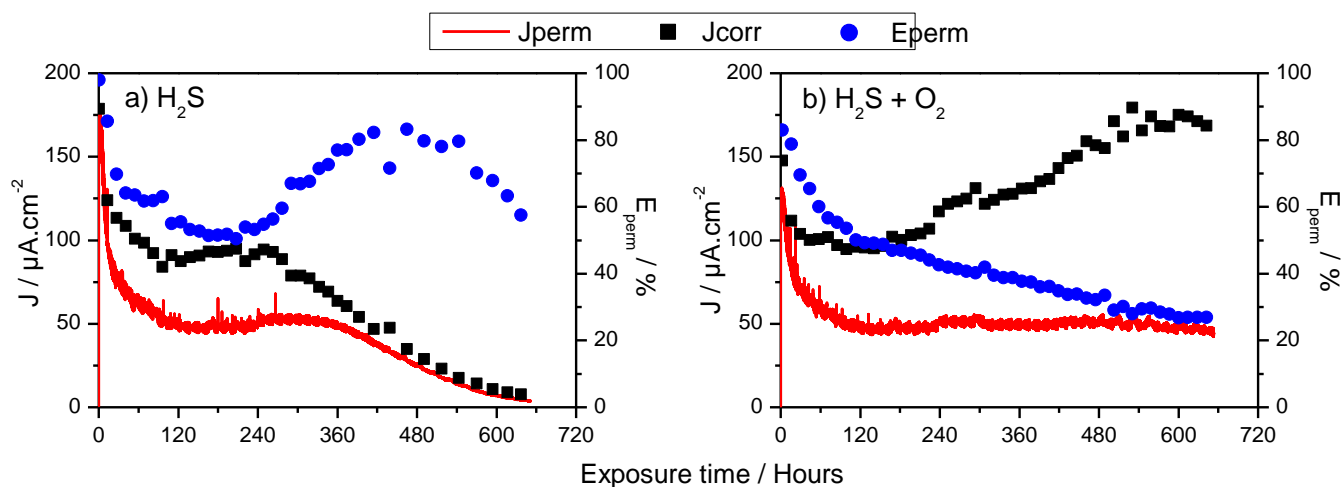 Jperm Jcorr Eperm
a) H₂S
b) H₂S + O₂
200 100 200 100
150 80 150 80
100 60 100 60
50 40 50 40
0 20 0 20
0 0
J / µA.cm⁻²
E_perm / %
J / µA.cm⁻²
E_perm / %
0 120 240 360 480 600 720 0 120 240 360 480 600 720
Exposure time / Hours